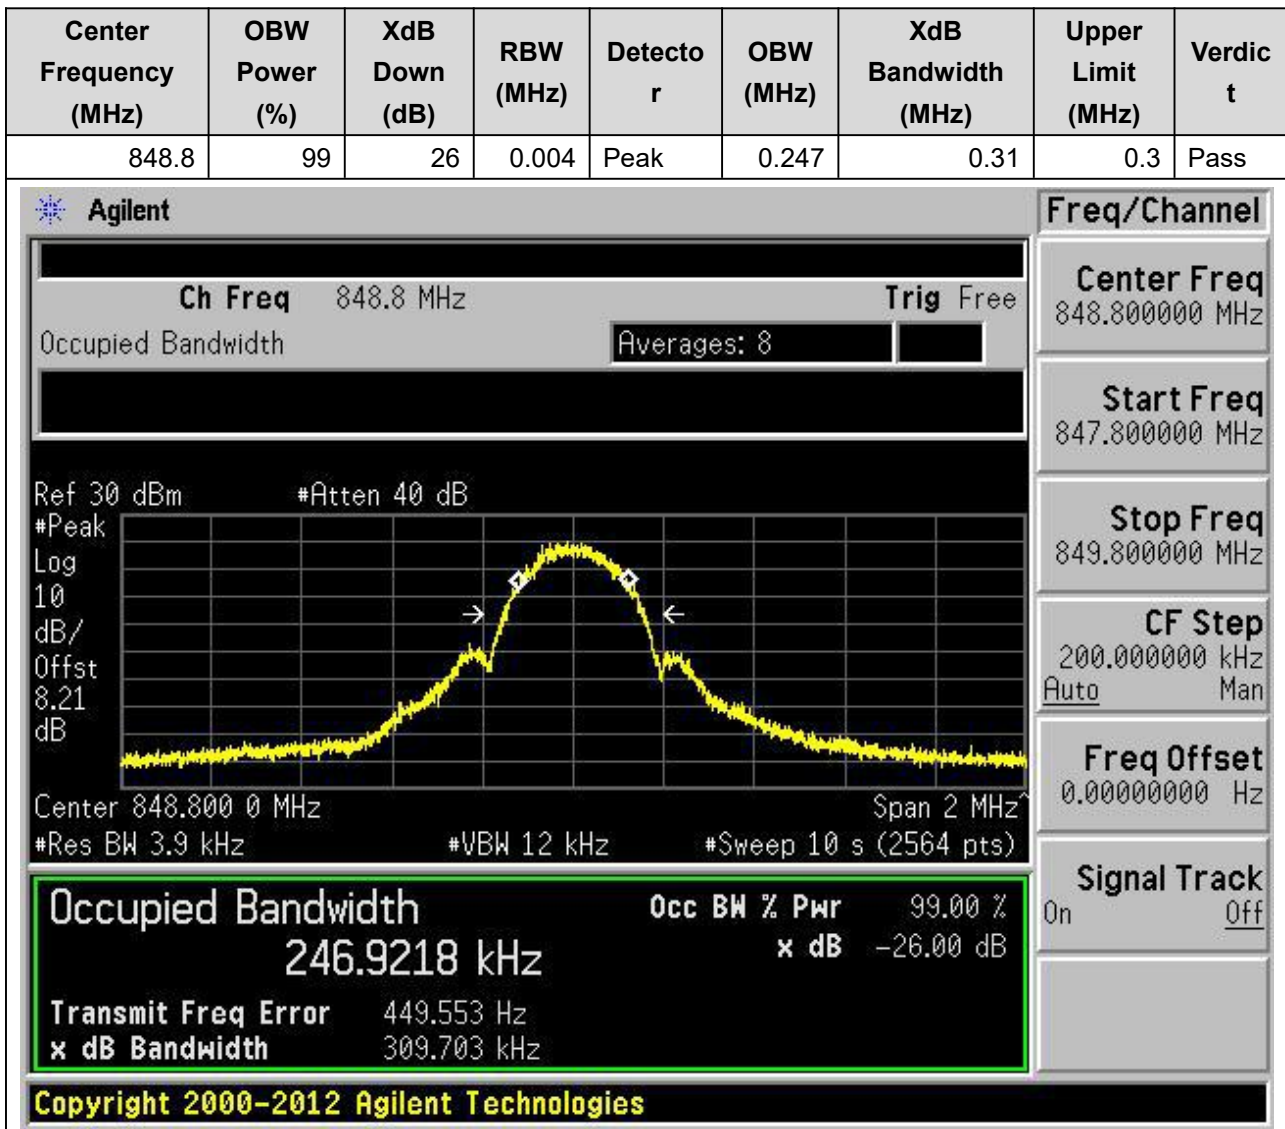 Center Frequency (MHz) OBW Power (%) XdB Down (dB) RBW (MHz) Detecto r OBW (MHz) XdB Bandwidth (MHz) Upper Limit (MHz) Verdic t
848.8 99 26 0.004 Peak 0.247 0.31 0.3 Pass
Agilent
Freq/Channel
Ch Freq 848.8 MHz Trig Free
Occupied Bandwidth Averages: 8
Center Freq
848.800000 MHz
Start Freq
847.800000 MHz
Stop Freq
849.800000 MHz
CF Step
200.000000 kHz
Auto Man
Freq Offset
0.00000000 Hz
Signal Track
On Off
Ref 30 dBm #Atten 40 dB
#Peak
Log
10
dB/
Offst
8.21
dB
Center 848.800 0 MHz Span 2 MHz^
#Res BW 3.9 kHz #VBW 12 kHz #Sweep 10 s (2564 pts)
Occupied Bandwidth Occ BW % Pwr 99.00 %
246.9218 kHz x dB -26.00 dB
Transmit Freq Error 449.553 Hz
x dB Bandwidth 309.703 kHz
Copyright 2000-2012 Agilent Technologies